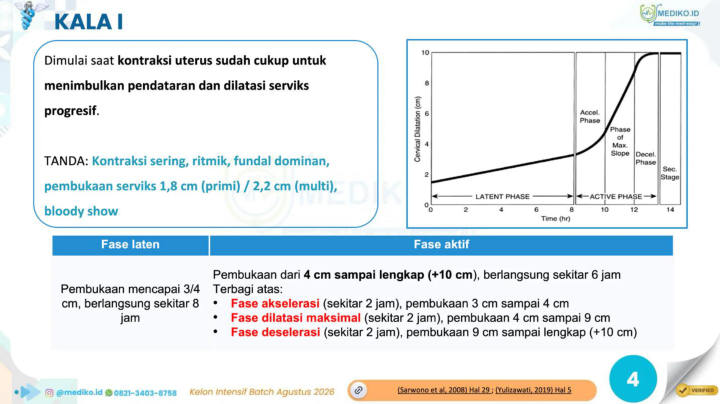 KALA I
MEDIKO.ID
make the med easy!
Dimulai saat kontraksi uterus sudah cukup untuk
menimbulkan pendataran dan dilatasi serviks
progresif.
TANDA: Kontraksi sering, ritmik, fundal dominan,
pembukaan serviks 1,8 cm (primi) / 2,2 cm (multi),
bloody show
Cervical Dilatation (cm)
10
8
6
4
2
0
Accel.
Phase
Phase
of
Max.
Slope
Decel.
Phase
Sec.
Stage
LATENT PHASE
ACTIVE PHASE
0 2 4 6 8 10 12 14
Time (hr)
Fase laten
Fase aktif
Pembukaan mencapai 3/4
cm, berlangsung sekitar 8
jam
Pembukaan dari 4 cm sampai lengkap (+10 cm), berlangsung sekitar 6 jam
Terbagi atas:
• Fase akselerasi (sekitar 2 jam), pembukaan 3 cm sampai 4 cm
• Fase dilatasi maksimal (sekitar 2 jam), pembukaan 4 cm sampai 9 cm
• Fase deselerasi (sekitar 2 jam), pembukaan 9 cm sampai lengkap (+10 cm)
@mediko.id 0821-3403-8758 Kelon Intensif Batch Agustus 2026
(Sarwono et al, 2008) Hal 29 ; (Yulizawati, 2019) Hal 5
4
VERIFIED